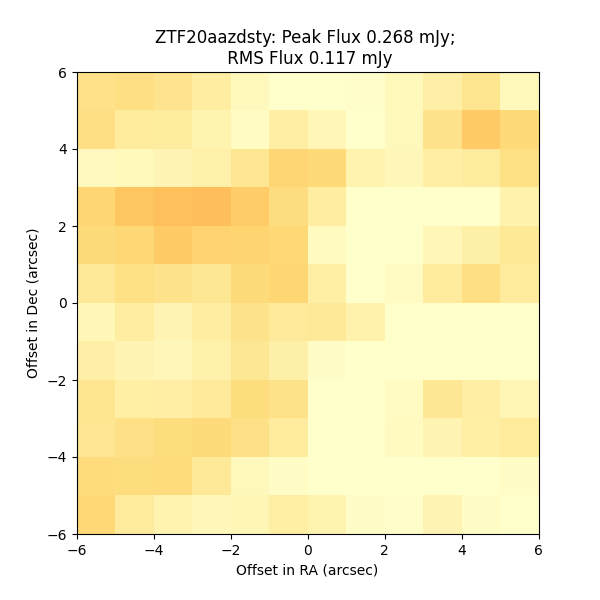 ZTF20aazdsty: Peak Flux 0.268 mJy;
RMS Flux 0.117 mJy
6
4
2
0
−2
−4
−6
Offset in Dec (arcsec)
−6 −4 −2 0 2 4 6
Offset in RA (arcsec)